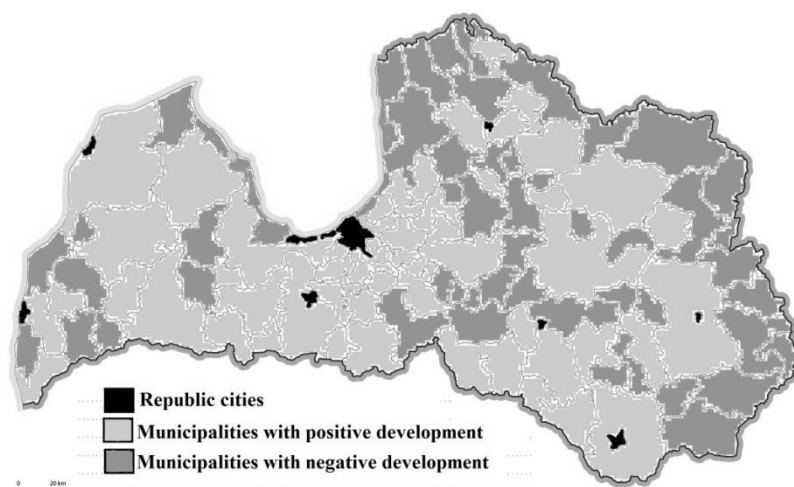 Republic cities
Municipalities with positive development
Municipalities with negative development
0 20 km